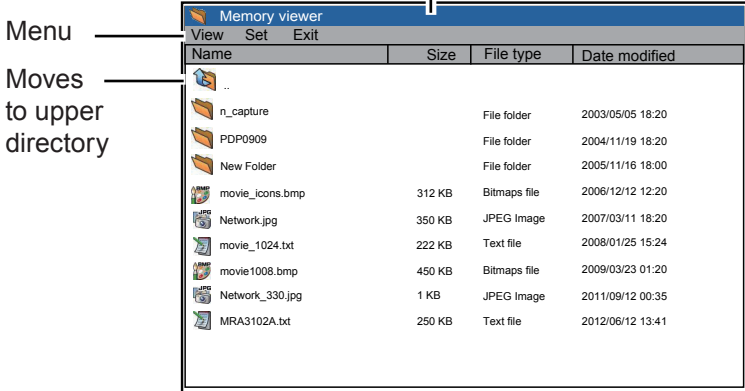 Memory viewer
Menu
View Set Exit
Name Size File type Date modified
Moves
to upper
directory
..
n_capture File folder 2003/05/05 18:20
PDP0909 File folder 2004/11/19 18:20
New Folder File folder 2005/11/16 18:00
BMP movie_icons.bmp 312 KB Bitmaps file 2006/12/12 12:20
JPG Network.jpg 350 KB JPEG Image 2007/03/11 18:20
movie_1024.txt 222 KB Text file 2008/01/25 15:24
BMP movie1008.bmp 450 KB Bitmaps file 2009/03/23 01:20
JPG Network_330.jpg 1 KB JPEG Image 2011/09/12 00:35
MRA3102A.txt 250 KB Text file 2012/06/12 13:41